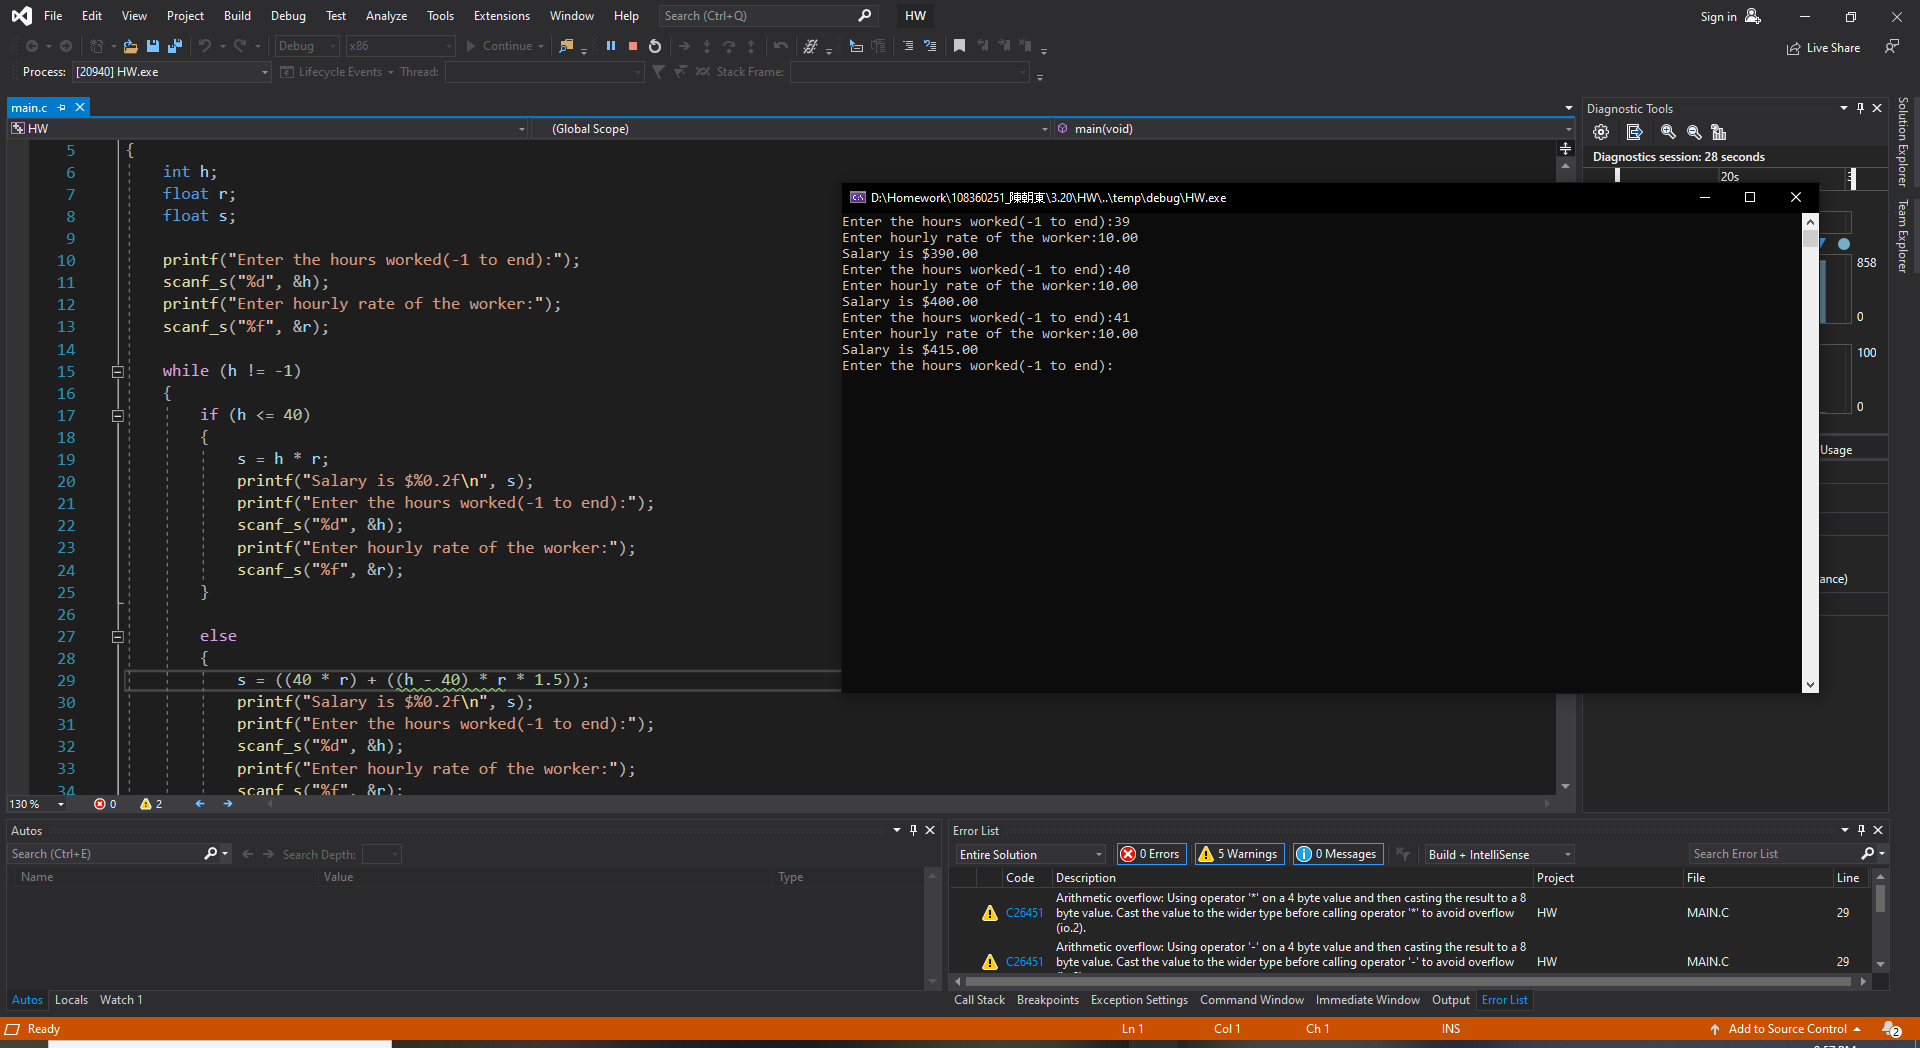 File Edit View Project Build Debug Test Analyze Tools Extensions Window Help Search (Ctrl+Q) HW Sign in
Debug x86 Continue Live Share
Process: [20940] HW.exe Lifecycle Events Thread: Stack Frame:
main.c
HW (Global Scope) main(void)
5 {
6 int h;
7 float r;
8 float s;
9
10 printf("Enter the hours worked(-1 to end):");
11 scanf_s("%d", &h);
12 printf("Enter hourly rate of the worker:");
13 scanf_s("%f", &r);
14
15 while (h != -1)
16 {
17 if (h <= 40)
18 {
19 s = h * r;
20 printf("Salary is $%0.2f\n", s);
21 printf("Enter the hours worked(-1 to end):");
22 scanf_s("%d", &h);
23 printf("Enter hourly rate of the worker:");
24 scanf_s("%f", &r);
25 }
26
27 else
28 {
29 s = ((40 * r) + ((h - 40) * r * 1.5));
30 printf("Salary is $%0.2f\n", s);
31 printf("Enter the hours worked(-1 to end):");
32 scanf_s("%d", &h);
33 printf("Enter hourly rate of the worker:");
34 scanf_s("%f", &r);
130 % 0 2
D:\Homework\108360251_陳朝東\3.20\HW\..\temp\debug\HW.exe
Enter the hours worked(-1 to end):39
Enter hourly rate of the worker:10.00
Salary is $390.00
Enter the hours worked(-1 to end):40
Enter hourly rate of the worker:10.00
Salary is $400.00
Enter the hours worked(-1 to end):41
Enter hourly rate of the worker:10.00
Salary is $415.00
Enter the hours worked(-1 to end):
Diagnostic Tools
Diagnostics session: 28 seconds
20s
858
0
100
0
Usage
ance)
Solution Explorer
Team Explorer
Autos
Search (Ctrl+E) Search Depth:
Name Value Type
Autos Locals Watch 1
Error List
Entire Solution 0 Errors 5 Warnings 0 Messages Build + IntelliSense Search Error List
Code Description Project File Line
C26451 Arithmetic overflow: Using operator '*' on a 4 byte value and then casting the result to a 8 byte value. Cast the value to the wider type before calling operator '*' to avoid overflow (io.2). HW MAIN.C 29
C26451 Arithmetic overflow: Using operator '-' on a 4 byte value and then casting the result to a 8 byte value. Cast the value to the wider type before calling operator '-' to avoid overflow HW MAIN.C 29
Call Stack Breakpoints Exception Settings Command Window Immediate Window Output Error List
Ready Ln 1 Col 1 Ch 1 INS Add to Source Control 2